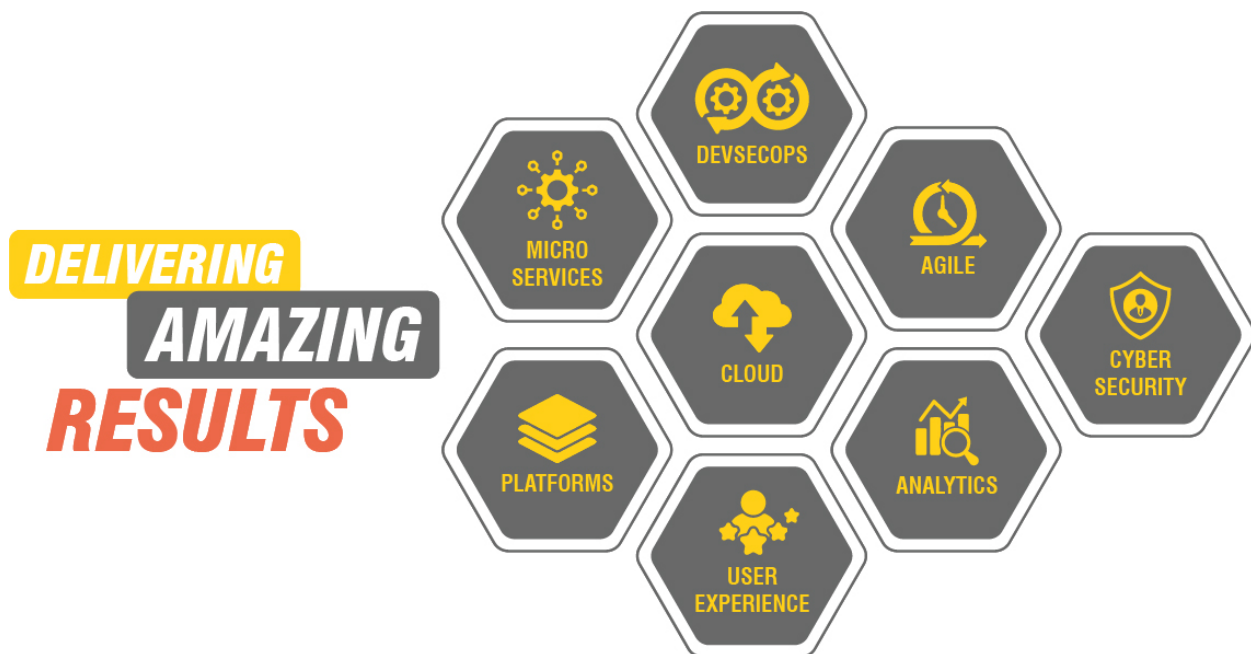 DELIVERING
AMAZING
RESULTS
DEVSECOPS
MICRO
SERVICES
AGILE
CLOUD
CYBER
SECURITY
PLATFORMS
ANALYTICS
USER
EXPERIENCE